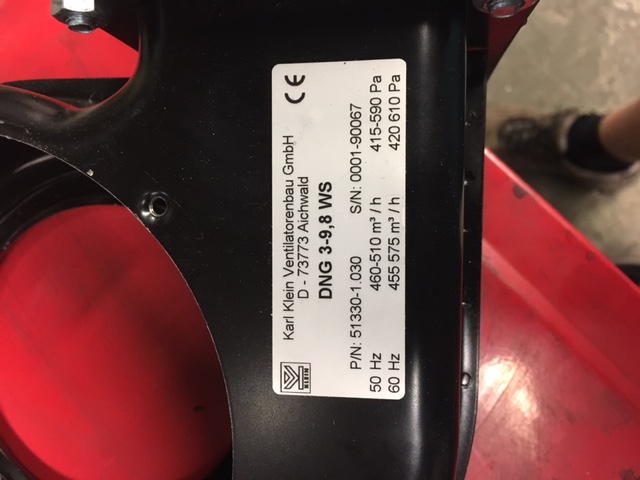 Karl Klein Ventilatorenbau GmbH
D - 73773 Aichwald
DNG 3-9,8 WS
P/N: 51330-1.030 S/N: 0001-90067
50 Hz 460-510 m³ / h 415-590 Pa
60 Hz 455 575 m³ / h 420 610 Pa
KLEIN
CE